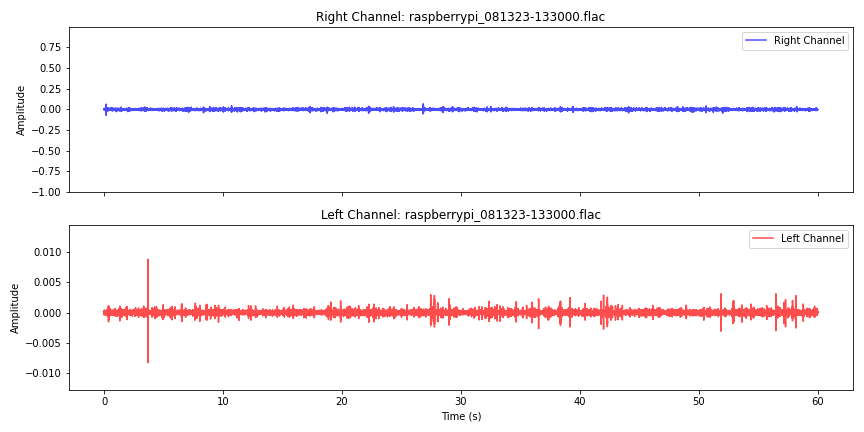 Right Channel: raspberrypi_081323-133000.flac
Right Channel
0.75
0.50
0.25
0.00
−0.25
−0.50
−0.75
−1.00
Amplitude
Left Channel: raspberrypi_081323-133000.flac
Left Channel
0.010
0.005
0.000
−0.005
−0.010
Amplitude
0 10 20 30 40 50 60
Time (s)